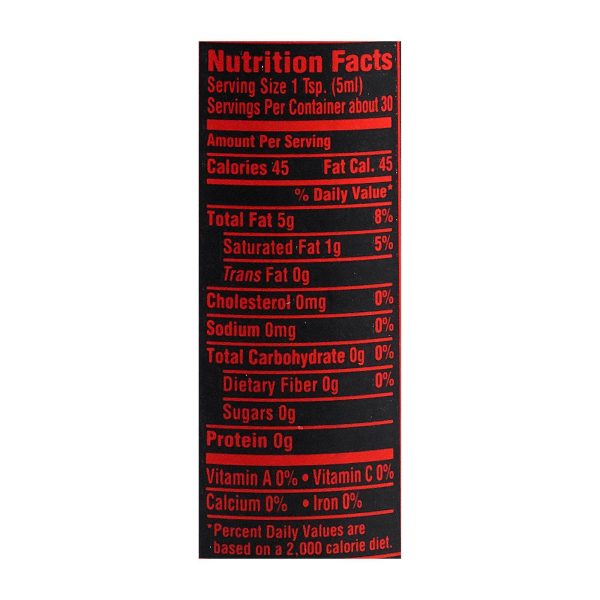 Nutrition Facts
Serving Size 1 Tsp. (5ml)
Servings Per Container about 30
Amount Per Serving
Calories 45 Fat Cal. 45
% Daily Value*
Total Fat 5g 8%
Saturated Fat 1g 5%
Trans Fat 0g
Cholesterol 0mg 0%
Sodium 0mg 0%
Total Carbohydrate 0g 0%
Dietary Fiber 0g 0%
Sugars 0g
Protein 0g
Vitamin A 0% • Vitamin C 0%
Calcium 0% • Iron 0%
*Percent Daily Values are
based on a 2,000 calorie diet.